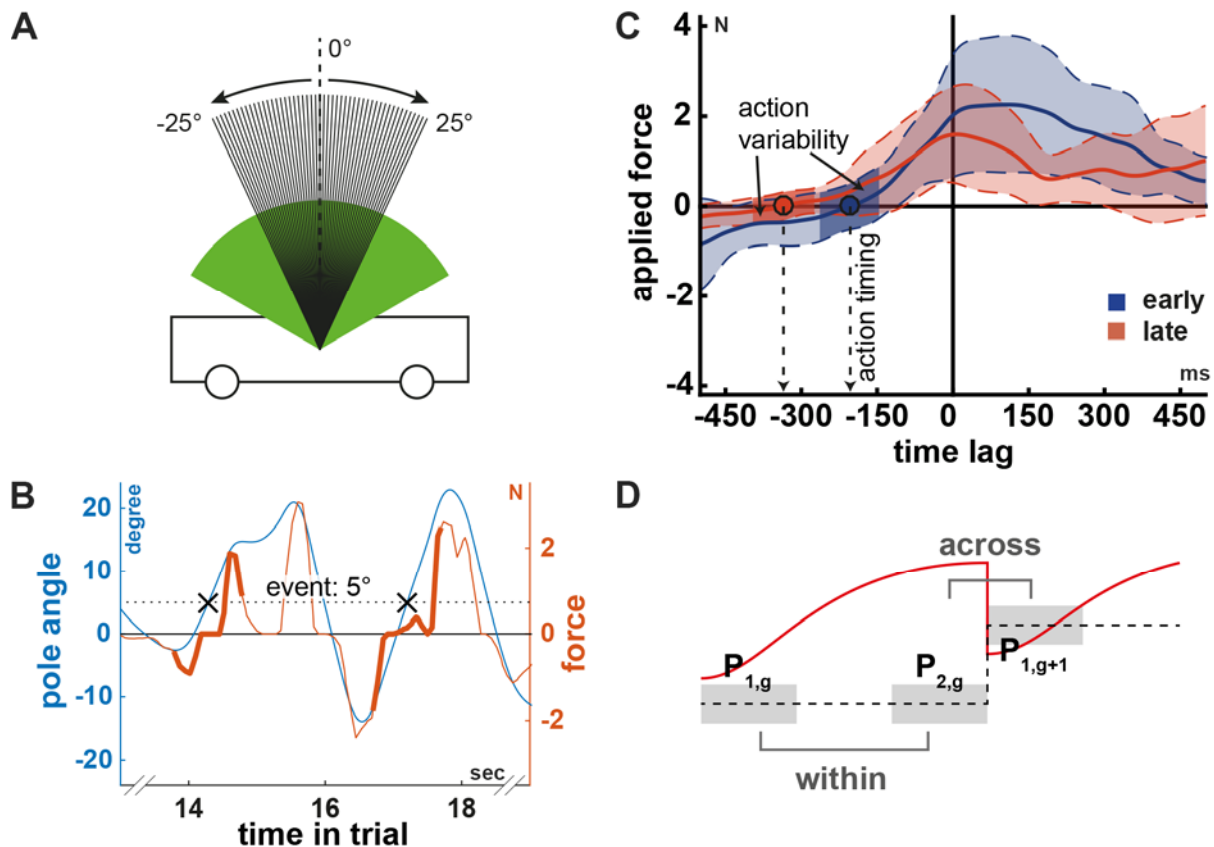 A
0°
-25°
25°
B
degree
N
20
10
0
-10
-20
pole angle
event: 5°
2
0
-2
force
sec
14
16
18
time in trial
C
4
N
2
0
-2
-4
applied force
action
variability
action timing
early
late
ms
-450
-300
-150
0
150
300
450
time lag
D
across
P1,g
P2,g
P1,g+1
within